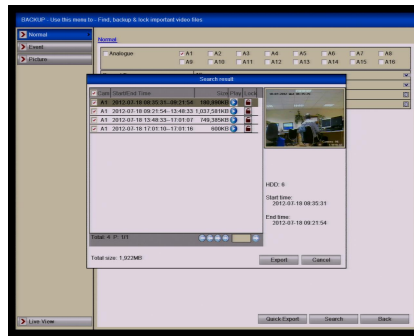 BACKUP - Use this menu to - Find, backup & lock important video files
Normal
Event
Picture
Normal
Analogue A1 A2 A3 A4 A5 A6 A7 A8
A9 A10 A11 A12 A13 A14 A15 A16
Search result
Cam Start/End Time Size Play Lock
A1 2012-07-18 08:35:31--09:21:54
A1 2012-07-18 09:21:54--13:48:33 1,037,581KB
A1 2012-07-18 13:48:33--17:01:07 749,385KB
A1 2012-07-18 17:01:10--17:01:16 600KB
HDD: 6
Start time:
2012-07-18 08:35:31
End time:
2012-07-18 09:21:54
Total: 4 P: 1/1
Total size: 1,922MB
Export Cancel
Quick Export Search Back
Live View